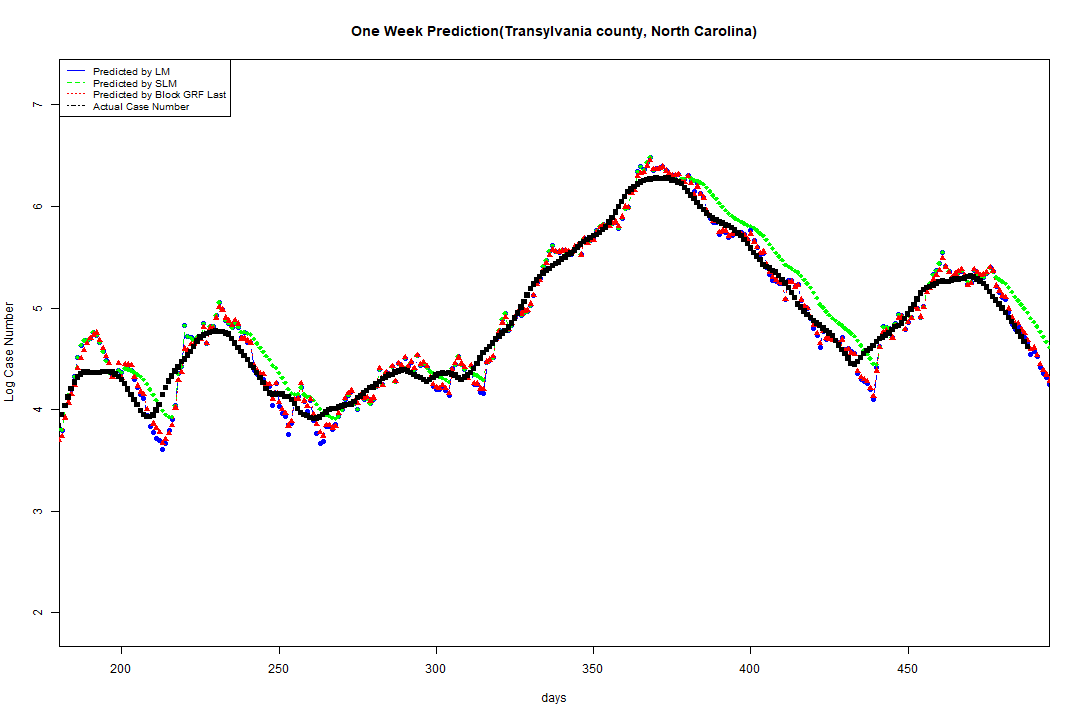 One Week Prediction(Transylvania county, North Carolina)
Predicted by LM
Predicted by SLM
Predicted by Block GRF Last
Actual Case Number
7
6
5
4
3
2
Log Case Number
200 250 300 350 400 450
days